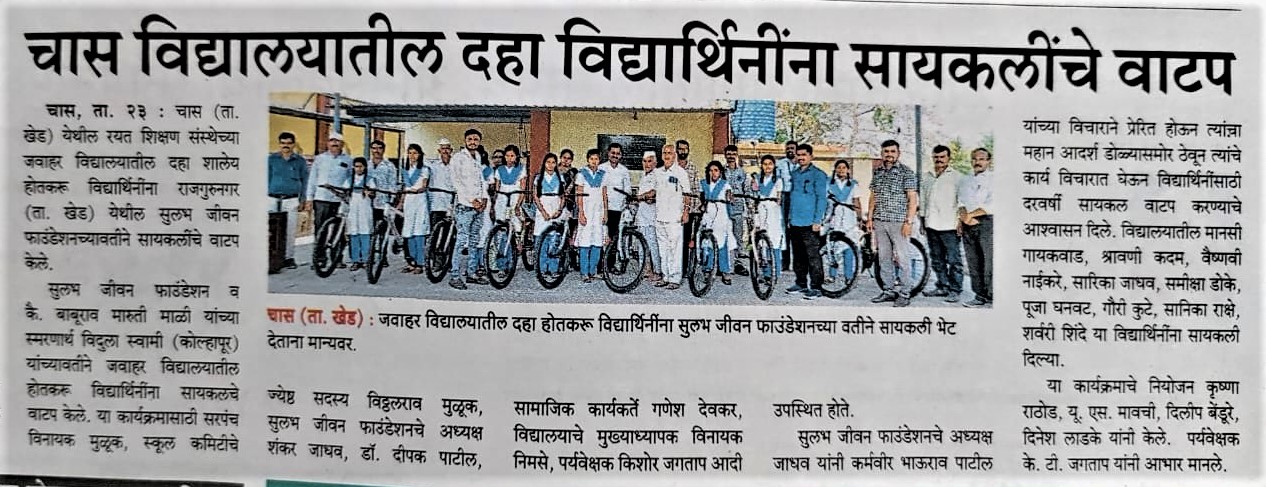 चास विद्यालयातील दहा विद्यार्थिनींना सायकलींचे वाटप
चास, ता. २३ : चास (ता.
खेड) येथील रयत शिक्षण संस्थेच्या
जवाहर विद्यालयातील दहा शालेय
होतकरू विद्यार्थिनींना राजगुरुनगर
(ता. खेड) येथील सुलभ जीवन
फाउंडेशनच्यावतीने सायकलींचे वाटप
केले.
सुलभ जीवन फाउंडेशन व
कै. बाबूराव मारुती माळी यांच्या
स्मरणार्थ विदुला स्वामी (कोल्हापूर)
यांच्यावतीने जवाहर विद्यालयातील
होतकरू विद्यार्थिनींना सायकलचे
वाटप केले. या कार्यक्रमासाठी सरपंच
विनायक मुळूक, स्कूल कमिटीचे
चास (ता. खेड) : जवाहर विद्यालयातील दहा होतकरू विद्यार्थिनींना सुलभ जीवन फाउंडेशनच्या वतीने सायकली भेट
देताना मान्यवर.
ज्येष्ठ सदस्य विठ्ठलराव मुळूक,
सुलभ जीवन फाउंडेशनचे अध्यक्ष
शंकर जाधव, डॉ. दीपक पाटील,
सामाजिक कार्यकर्ते गणेश देवकर,
विद्यालयाचे मुख्याध्यापक विनायक
निमसे, पर्यवेक्षक किशोर जगताप आदी
उपस्थित होते.
सुलभ जीवन फाउंडेशनचे अध्यक्ष
जाधव यांनी कर्मवीर भाऊराव पाटील
यांच्या विचाराने प्रेरित होऊन त्यांचा
महान आदर्श डोळ्यासमोर ठेवून त्यांचे
कार्य विचारात घेऊन विद्यार्थिनींसाठी
दरवर्षी सायकल वाटप करण्याचे
आश्वासन दिले. विद्यालयातील मानसी
गायकवाड, श्रावणी कदम, वैष्णवी
नाईकरे, सारिका जाधव, समीक्षा डोके,
पूजा घनवट, गौरी कुटे, सानिका राक्षे,
शर्वरी शिंदे या विद्यार्थिनींना सायकली
दिल्या.
या कार्यक्रमाचे नियोजन कृष्णा
राठोड, यू. एस. मावची, दिलीप बेंडूरे,
दिनेश लाडके यांनी केले. पर्यवेक्षक
के. टी. जगताप यांनी आभार मानले.